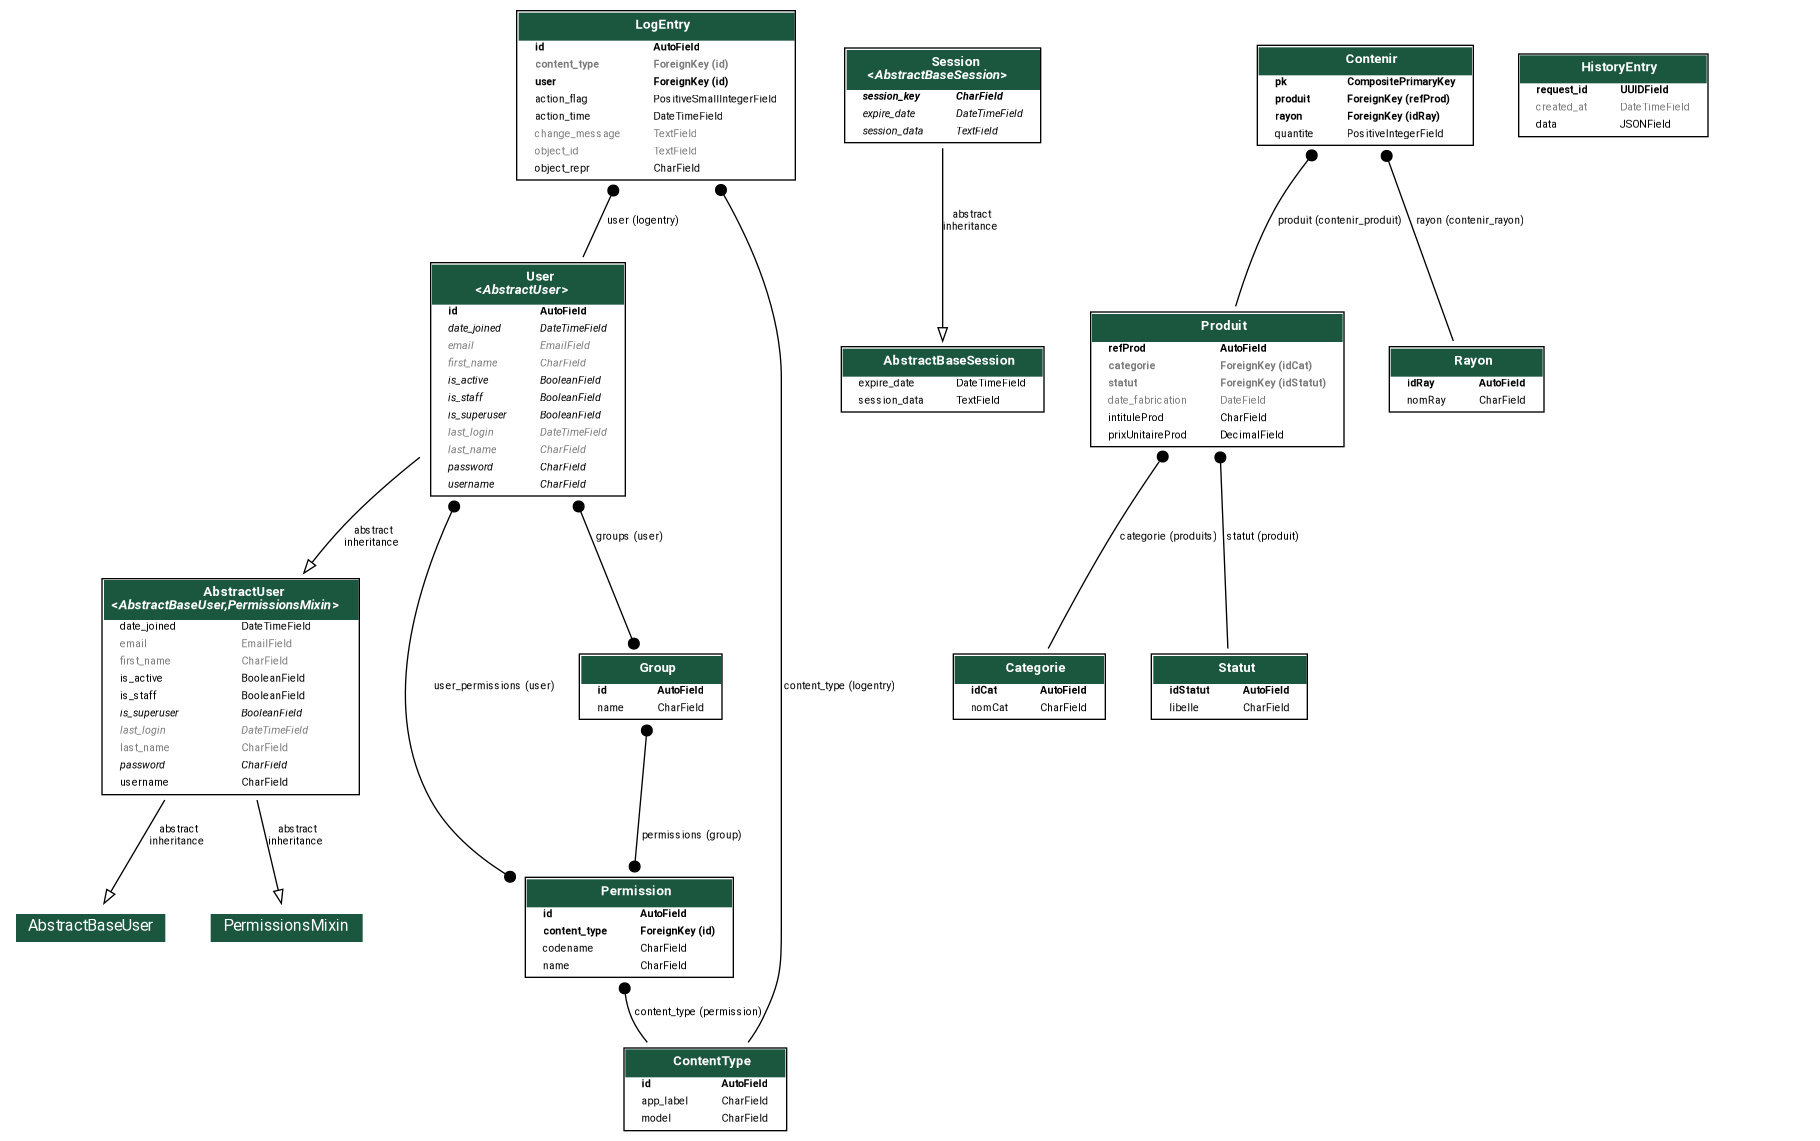 LogEntry
id AutoField
content_type ForeignKey (id)
user ForeignKey (id)
action_flag PositiveSmallIntegerField
action_time DateTimeField
change_message TextField
object_id TextField
object_repr CharField
Session
<AbstractBaseSession>
session_key CharField
expire_date DateTimeField
session_data TextField
Contenir
pk CompositePrimaryKey
produit ForeignKey (refProd)
rayon ForeignKey (idRay)
quantite PositiveIntegerField
HistoryEntry
request_id UUIDField
created_at DateTimeField
data JSONField
user (logentry)
abstract
inheritance
produit (contenir_produit)
rayon (contenir_rayon)
User
<AbstractUser>
id AutoField
date_joined DateTimeField
email EmailField
first_name CharField
is_active BooleanField
is_staff BooleanField
is_superuser BooleanField
last_login DateTimeField
last_name CharField
password CharField
username CharField
AbstractBaseSession
expire_date DateTimeField
session_data TextField
Produit
refProd AutoField
categorie ForeignKey (idCat)
statut ForeignKey (idStatut)
date_fabrication DateField
intituleProd CharField
prixUnitaireProd DecimalField
Rayon
idRay AutoField
nomRay CharField
abstract
inheritance
groups (user)
categorie (produits)
statut (produit)
AbstractUser
<AbstractBaseUser,PermissionsMixin>
date_joined DateTimeField
email EmailField
first_name CharField
is_active BooleanField
is_staff BooleanField
is_superuser BooleanField
last_login DateTimeField
last_name CharField
password CharField
username CharField
user_permissions (user)
Group
id AutoField
name CharField
content_type (logentry)
Categorie
idCat AutoField
nomCat CharField
Statut
idStatut AutoField
libelle CharField
abstract
inheritance
abstract
inheritance
permissions (group)
AbstractBaseUser
PermissionsMixin
Permission
id AutoField
content_type ForeignKey (id)
codename CharField
name CharField
content_type (permission)
ContentType
id AutoField
app_label CharField
model CharField